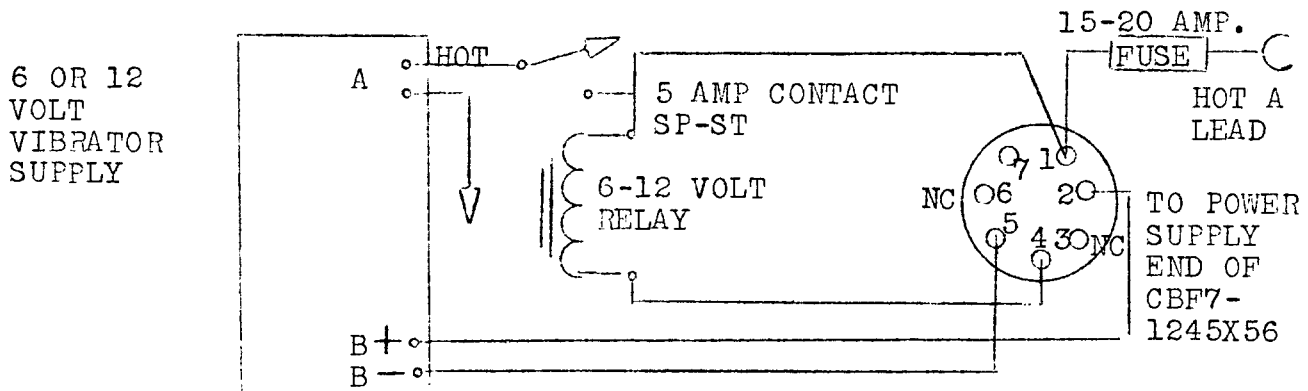 6 OR 12
VOLT
VIBRATOR
SUPPLY
A
HOT
5 AMP CONTACT
SP-ST
6-12 VOLT
RELAY
B+
B-
15-20 AMP.
FUSE
HOT A
LEAD
7 1
NC 6 2
5 4 3 NC
TO POWER
SUPPLY
END OF
CBF7-
1245X56